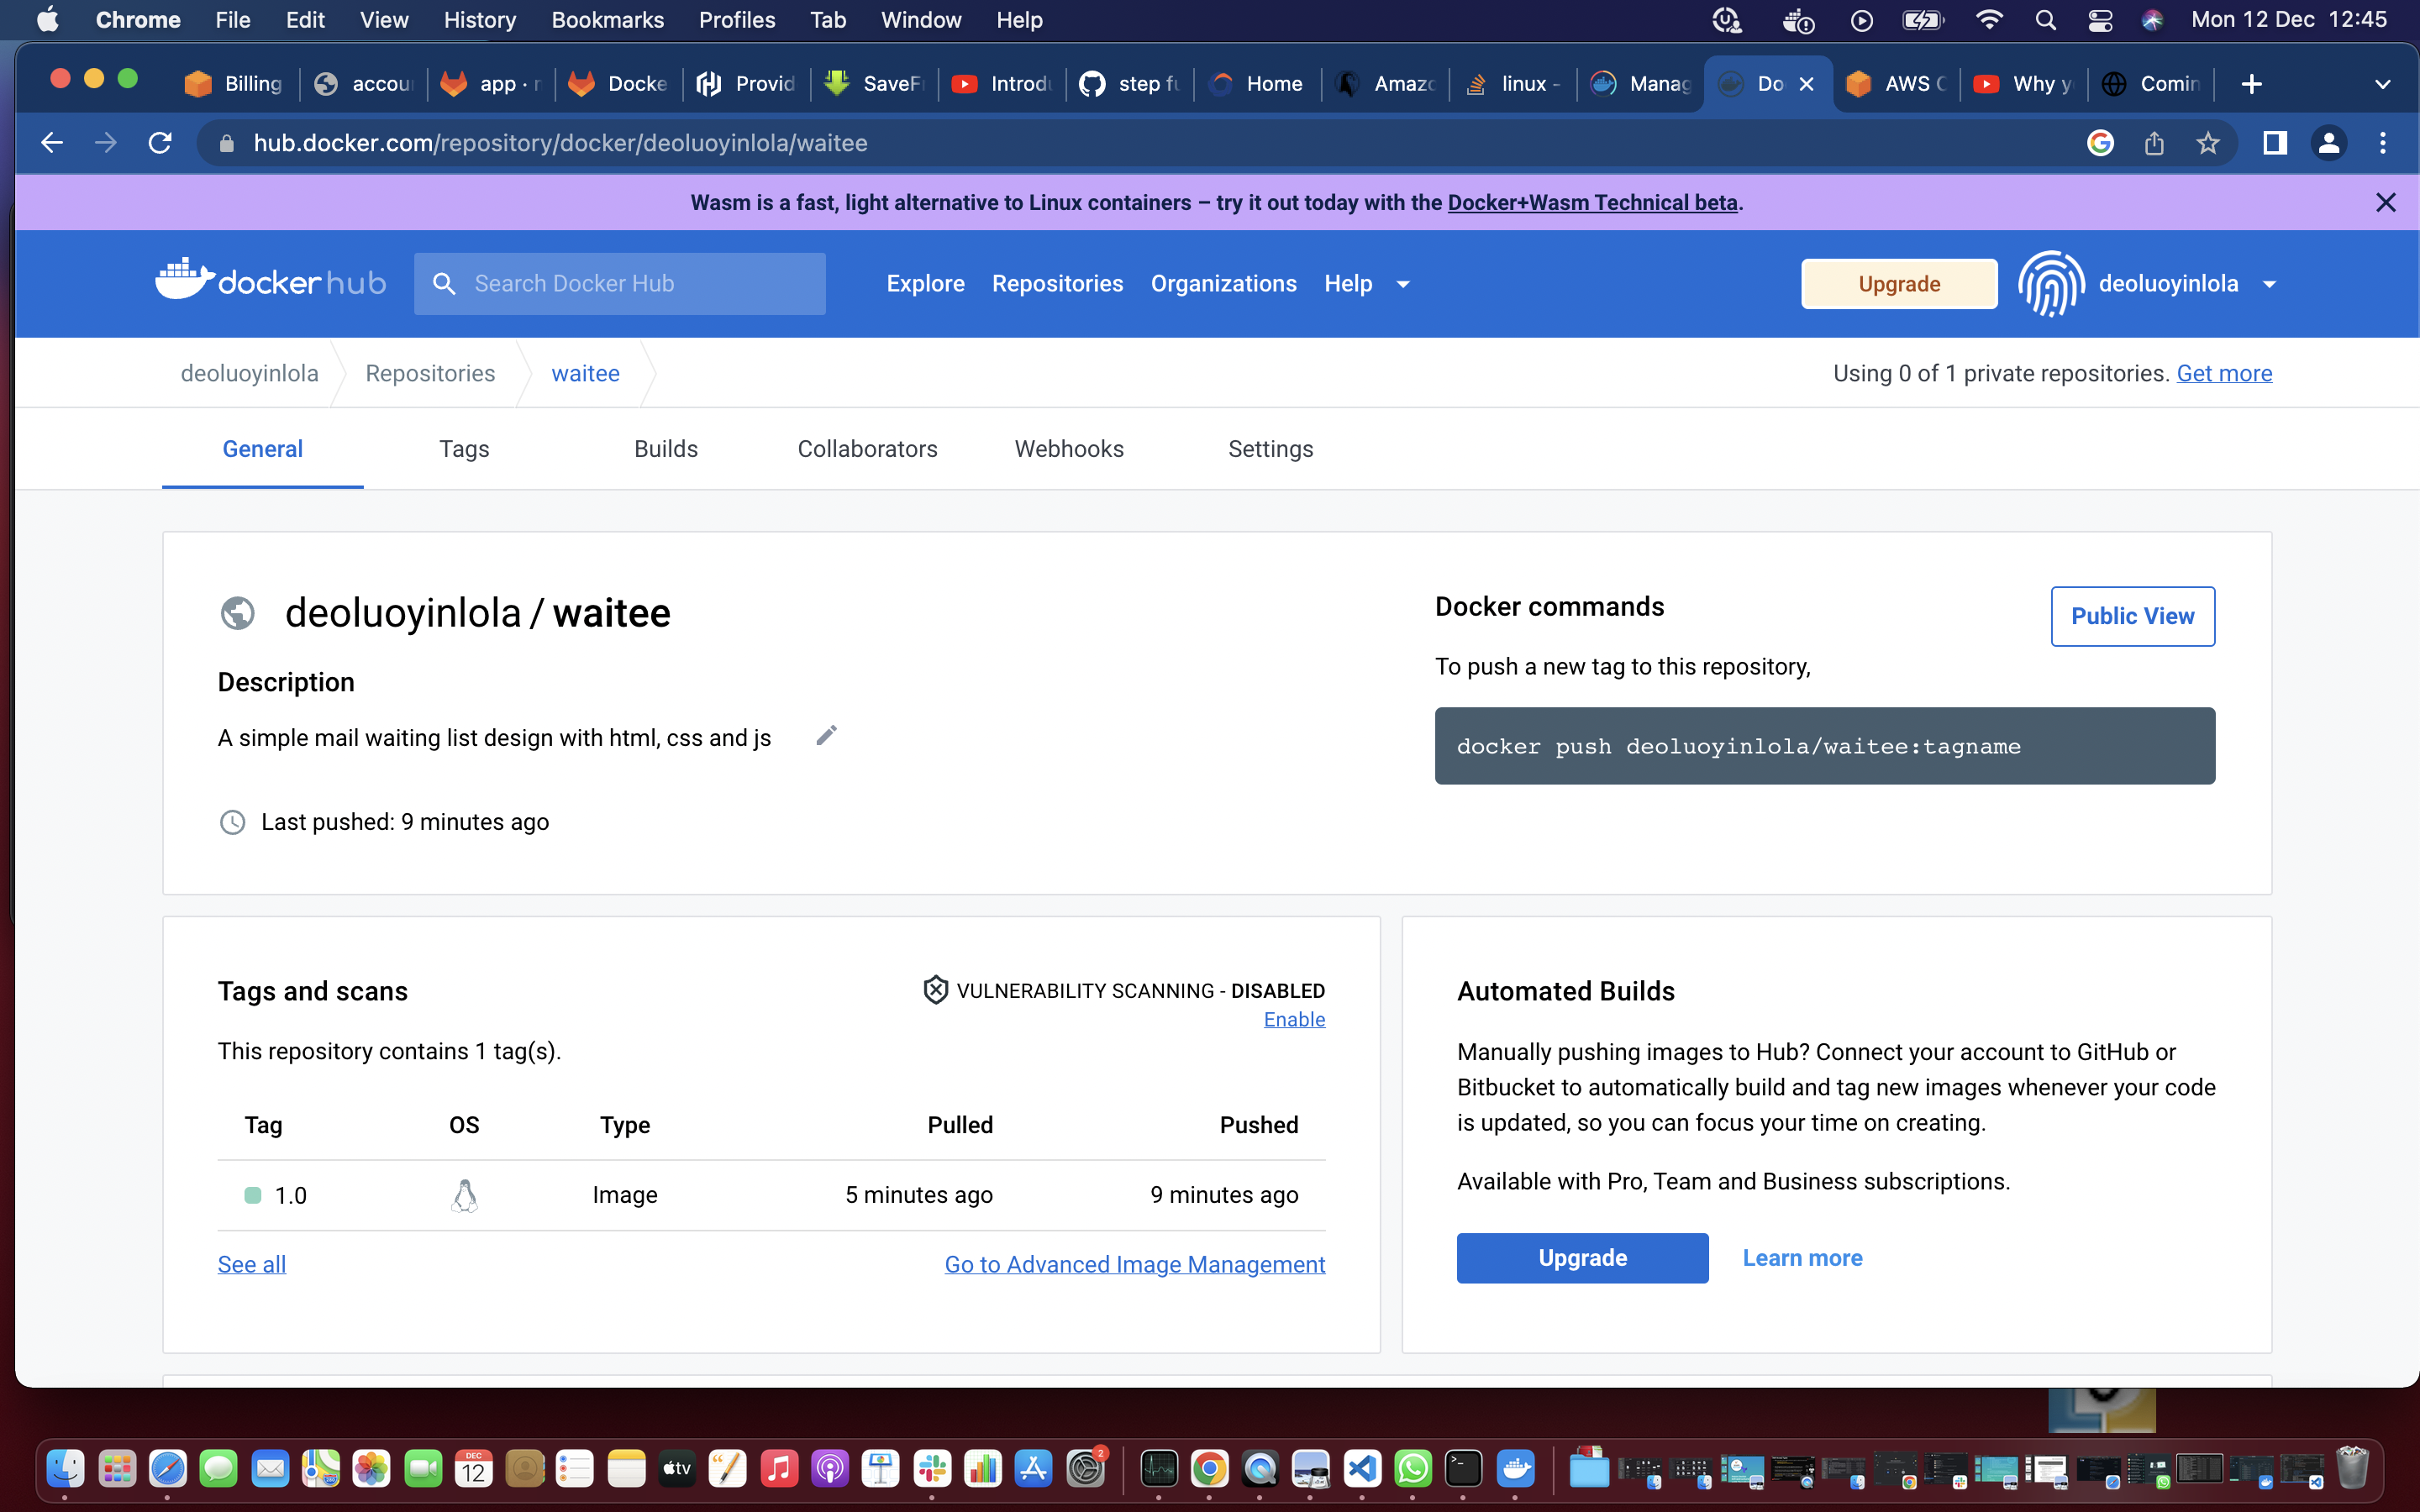 Chrome File Edit View History Bookmarks Profiles Tab Window Help Mon 12 Dec 12:45
Billing accou app · Docke Provid SaveF Introdu step fu Home Amazo linux - Manag Do AWS C Why y Comin
hub.docker.com/repository/docker/deoluoyinlola/waitee
Wasm is a fast, light alternative to Linux containers – try it out today with the Docker+Wasm Technical beta.
docker hub Search Docker Hub Explore Repositories Organizations Help Upgrade deoluoyinlola
deoluoyinlola Repositories waitee Using 0 of 1 private repositories. Get more
General Tags Builds Collaborators Webhooks Settings
deoluoyinlola / waitee
Description
A simple mail waiting list design with html, css and js
Last pushed: 9 minutes ago
Docker commands
Public View
To push a new tag to this repository,
docker push deoluoyinlola/waitee:tagname
Tags and scans
VULNERABILITY SCANNING - DISABLED
Enable
This repository contains 1 tag(s).
Tag OS Type Pulled Pushed
1.0 Image 5 minutes ago 9 minutes ago
See all Go to Advanced Image Management
Automated Builds
Manually pushing images to Hub? Connect your account to GitHub or
Bitbucket to automatically build and tag new images whenever your code
is updated, so you can focus your time on creating.
Available with Pro, Team and Business subscriptions.
Upgrade Learn more
DEC
12
tv
2